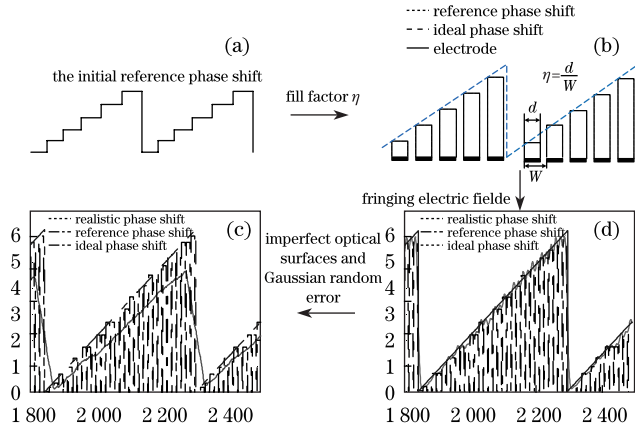 reference phase shift
ideal phase shift
electrode
(a)
(b)
the initial reference phase shift
fill factor η
η=d/W
d
W
fringing electric fielde
(c)
realistic phase shift
reference phase shift
ideal phase shift
6
5
4
3
2
1
0
1 800
2 000
2 200
2 400
imperfect optical
surfaces and
Gaussian random
error
(d)
realistic phase shift
reference phase shift
ideal phase shift
6
5
4
3
2
1
0
1 800
2 000
2 200
2 400